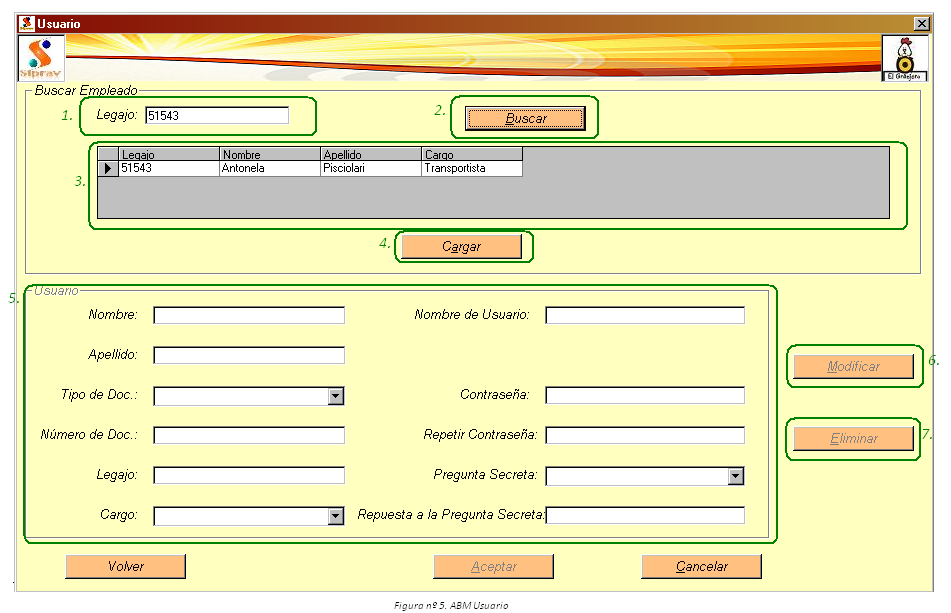 Usuario
Siprav
El Granjero
Buscar Empleado
1. Legajo: 51543
2. Buscar
3.
Legajo Nombre Apellido Cargo
51543 Antonela Pisciolari Transportista
4. Cargar
5. Usuario
Nombre: Nombre de Usuario:
Apellido:
6. Modificar
Tipo de Doc.: Contraseña:
Número de Doc.: Repetir Contraseña:
7. Eliminar
Legajo: Pregunta Secreta:
Cargo: Repuesta a la Pregunta Secreta:
Volver Aceptar Cancelar
Figura nº 5. ABM Usuario